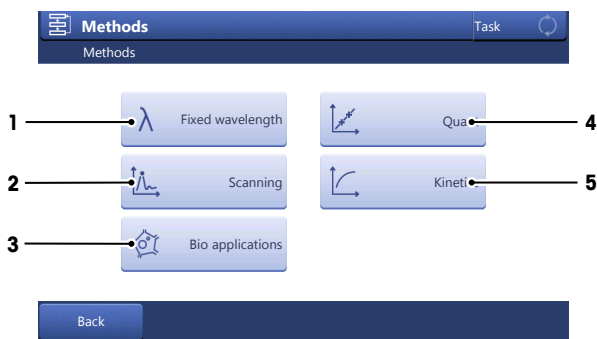 Methods Task
Methods
1 λ Fixed wavelength 4
2 Scanning 5
3 Bio applications
Back